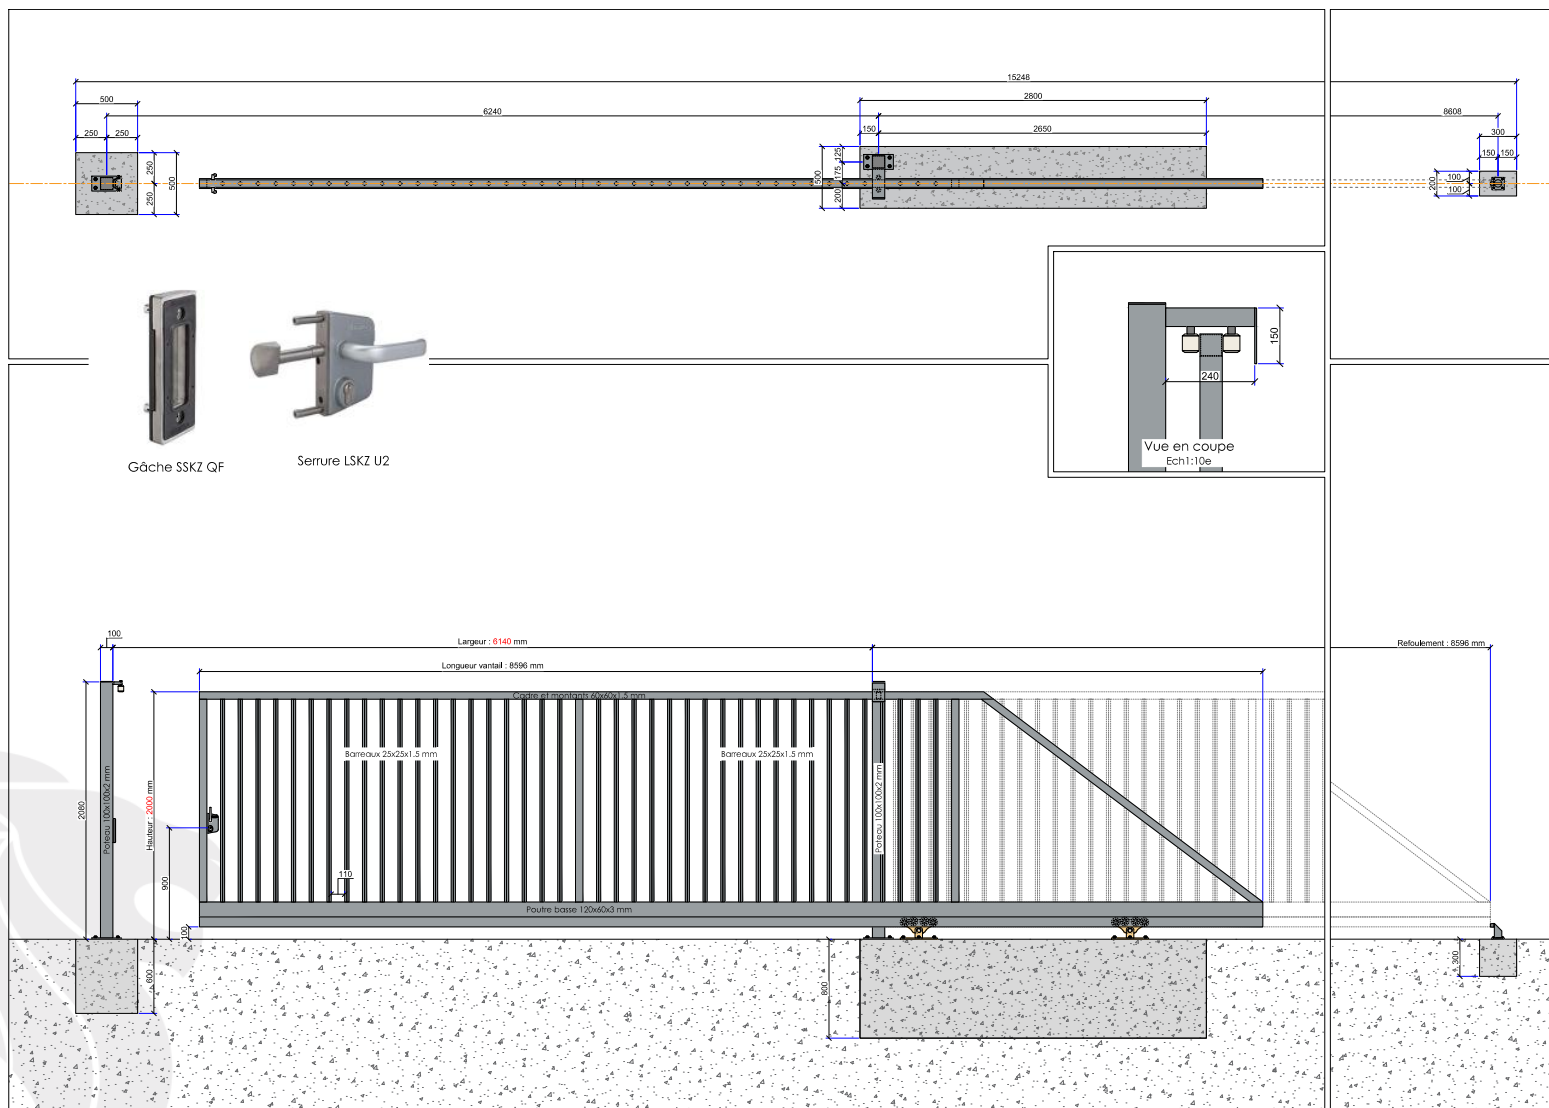 15248
500
2800
6240
8608
250
250
150
2650
300
150
150
250
250
500
125
175
200
500
200
100
100
150
240
Vue en coupe
Ech1:10e
Gâche SSKZ QF
Serrure LSKZ U2
100
Largeur : 6140 mm
Refoulement : 8596 mm
Longueur vantail : 8596 mm
Cadre et montants 60x60x1.5 mm
Barreaux 25x25x1.5 mm
Barreaux 25x25x1.5 mm
2080
Poteau 100x100x2 mm
Hauteur : 2000 mm
Poteau 100x100x2 mm
900
110
Poutre basse 120x60x3 mm
100
600
800
300